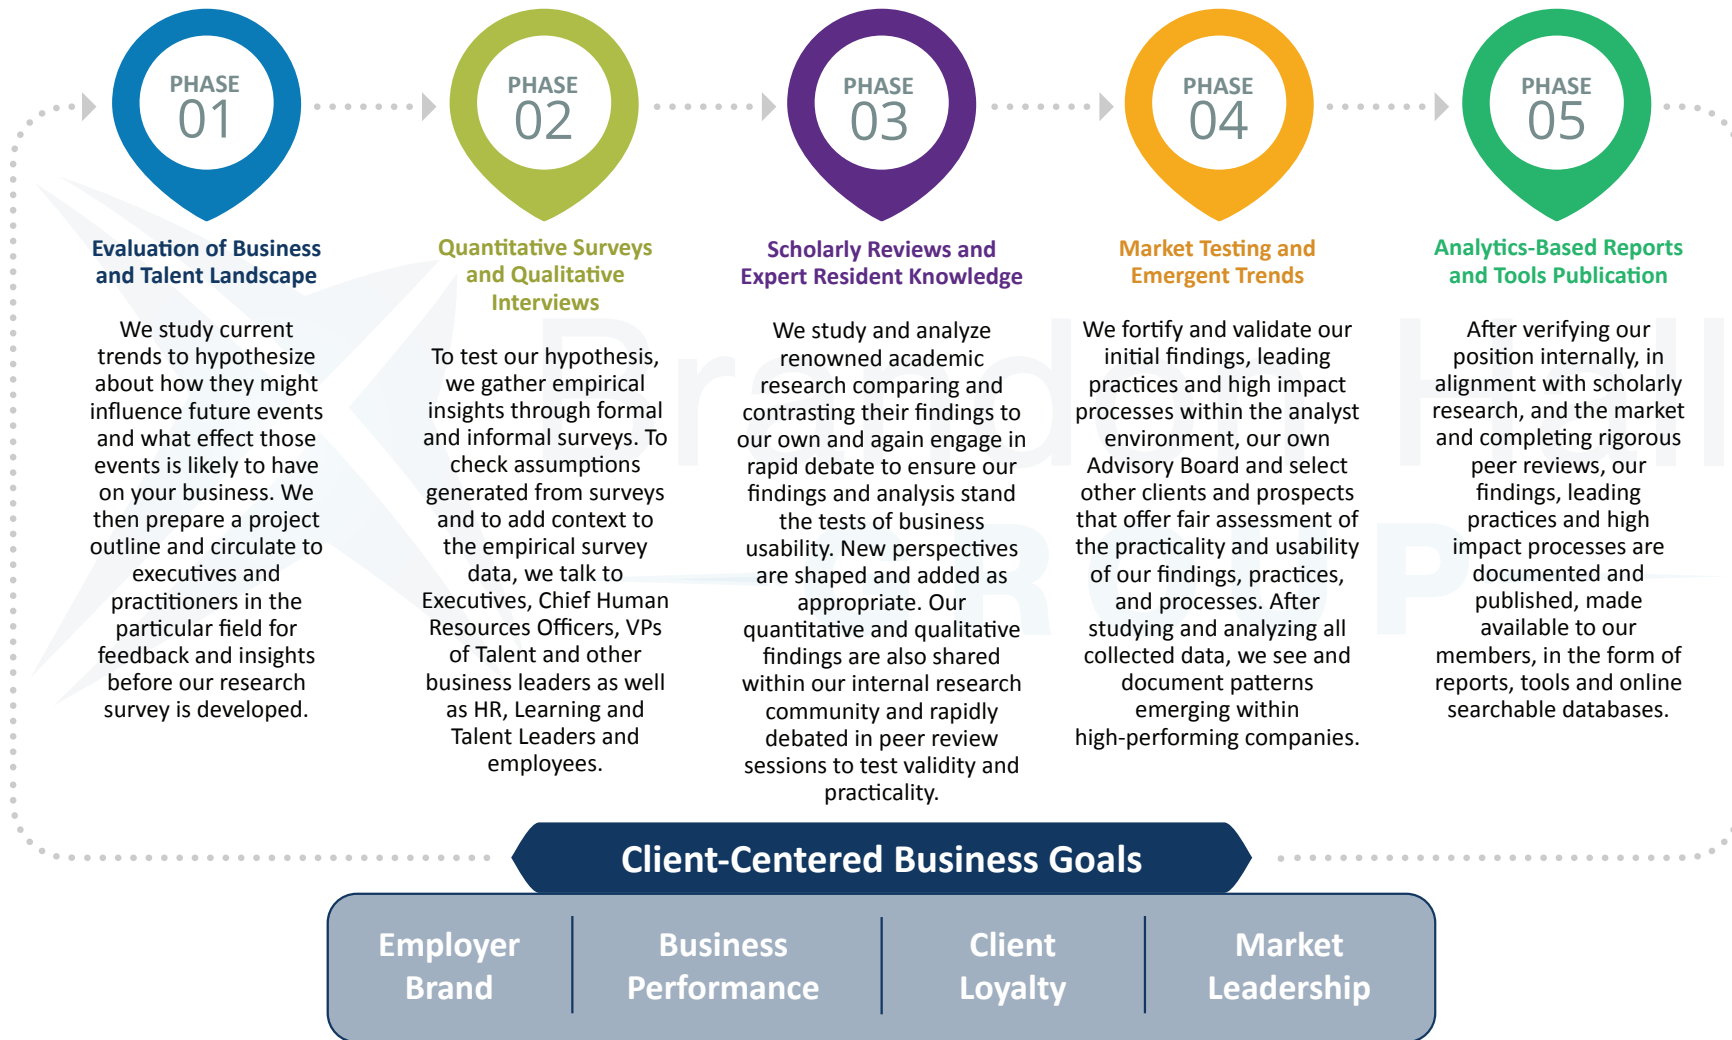 PHASE
01
Evaluation of Business
and Talent Landscape
We study current
trends to hypothesize
about how they might
influence future events
and what effect those
events is likely to have
on your business. We
then prepare a project
outline and circulate to
executives and
practitioners in the
particular field for
feedback and insights
before our research
survey is developed.
PHASE
02
Quantitative Surveys
and Qualitative
Interviews
To test our hypothesis,
we gather empirical
insights through formal
and informal surveys. To
check assumptions
generated from surveys
and to add context to
the empirical survey
data, we talk to
Executives, Chief Human
Resources Officers, VPs
of Talent and other
business leaders as well
as HR, Learning and
Talent Leaders and
employees.
PHASE
03
Scholarly Reviews and
Expert Resident Knowledge
We study and analyze
renowned academic
research comparing and
contrasting their findings to
our own and again engage in
rapid debate to ensure our
findings and analysis stand
the tests of business
usability. New perspectives
are shaped and added as
appropriate. Our
quantitative and qualitative
findings are also shared
within our internal research
community and rapidly
debated in peer review
sessions to test validity and
practicality.
PHASE
04
Market Testing and
Emergent Trends
We fortify and validate our
initial findings, leading
practices and high impact
processes within the analyst
environment, our own
Advisory Board and select
other clients and prospects
that offer fair assessment of
the practicality and usability
of our findings, practices,
and processes. After
studying and analyzing all
collected data, we see and
document patterns
emerging within
high-performing companies.
PHASE
05
Analytics-Based Reports
and Tools Publication
After verifying our
position internally, in
alignment with scholarly
research, and the market
and completing rigorous
peer reviews, our
findings, leading
practices and high
impact processes are
documented and
published, made
available to our
members, in the form of
reports, tools and online
searchable databases.
Brandon Hall
GROUP
Client-Centered Business Goals
Employer
Brand
Business
Performance
Client
Loyalty
Market
Leadership